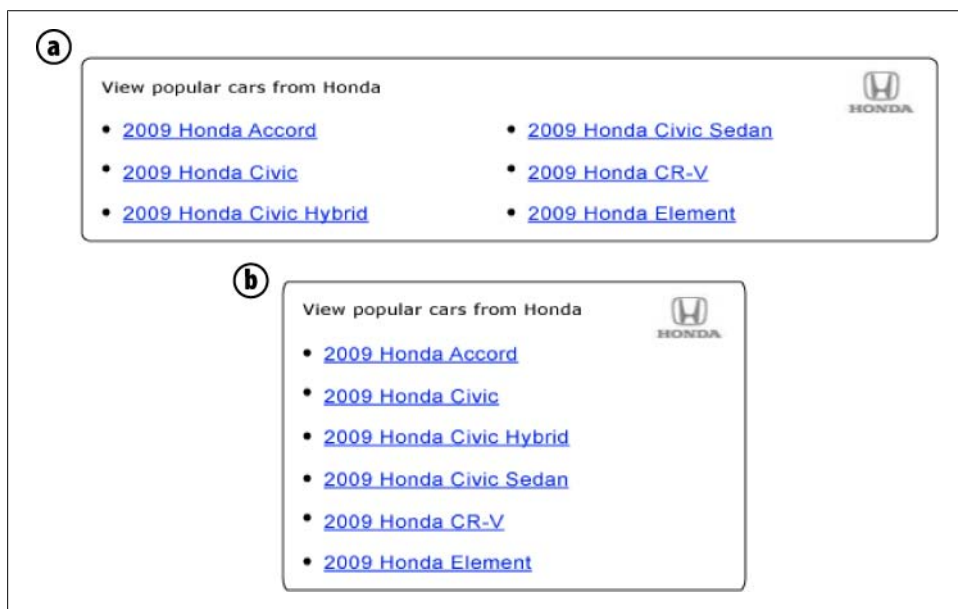 a
View popular cars from Honda
HONDA
• 2009 Honda Accord
• 2009 Honda Civic
• 2009 Honda Civic Hybrid
• 2009 Honda Civic Sedan
• 2009 Honda CR-V
• 2009 Honda Element
b
View popular cars from Honda
HONDA
• 2009 Honda Accord
• 2009 Honda Civic
• 2009 Honda Civic Hybrid
• 2009 Honda Civic Sedan
• 2009 Honda CR-V
• 2009 Honda Element